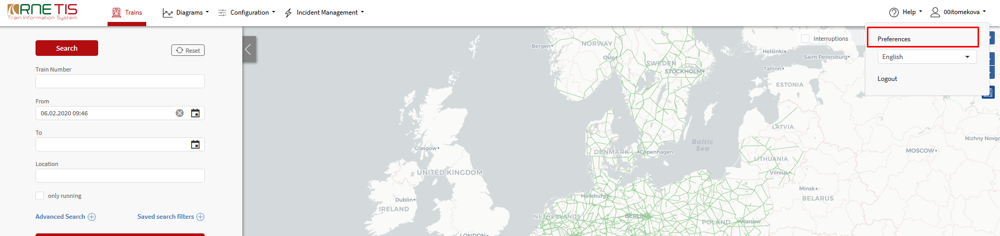 RNE TIS
Train Information System
Trains
Diagrams
Configuration
Incident Management
Help
00itomekova
Preferences
English
Logout
Search
Reset
Train Number
From
06.02.2020 09:46
To
Location
only running
Advanced Search
Saved search filters
Interruptions
NORWAY
Bergen
Oslo
SWEDEN
STOCKHOLM
Helsinki
Saint Petersburg
Tallinn
ESTONIA
LATVIA
Nizhny Novgo
MOSCOW
Baltic
Sea
Glasgow
DENMARK
Copenhagen
LITHUANIA
Vilnius
UNITED KINGDOM
Minsk
BELARUS
Dublin
IRELAND
Hamburg
NETHERLANDS
BERLIN
POLAND
Warsaw
LONDON